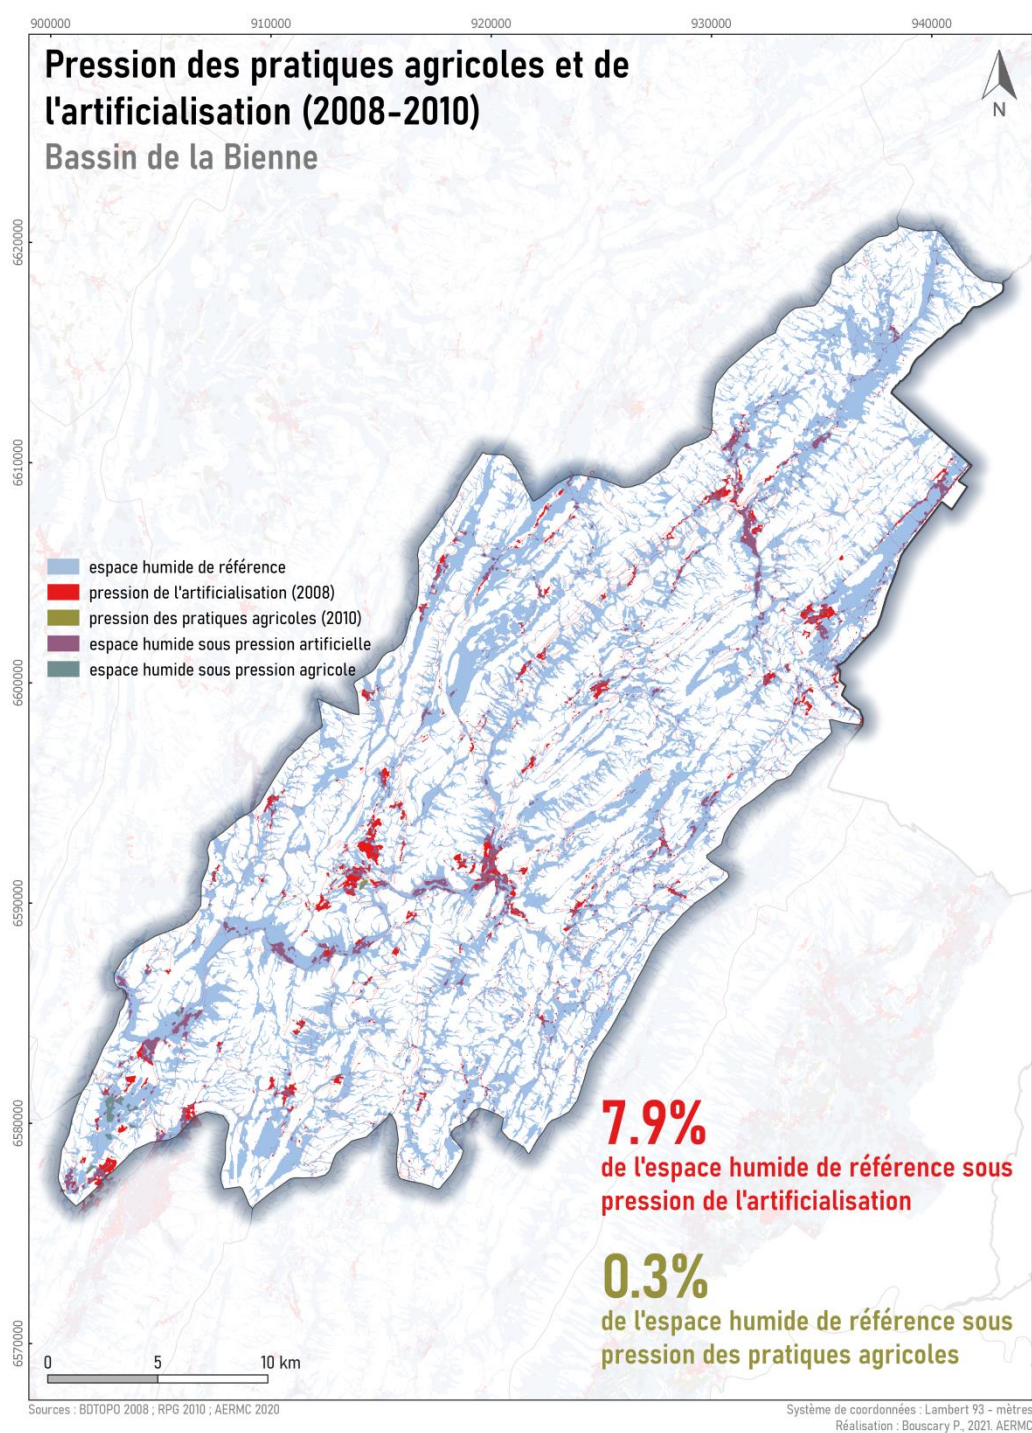 900000 910000 920000 930000 940000
Pression des pratiques agricoles et de
l'artificialisation (2008-2010)
Bassin de la Bienne
N
6620000
6610000
espace humide de référence
pression de l'artificialisation (2008)
pression des pratiques agricoles (2010)
espace humide sous pression artificielle
espace humide sous pression agricole
6600000
6590000
6580000
7.9%
de l'espace humide de référence sous
pression de l'artificialisation
0.3%
de l'espace humide de référence sous
pression des pratiques agricoles
6570000
0 5 10 km
Sources : BDTOPO 2008 ; RPG 2010 ; AERMC 2020
Système de coordonnées : Lambert 93 - mètres
Réalisation : Bouscary P., 2021. AERMC